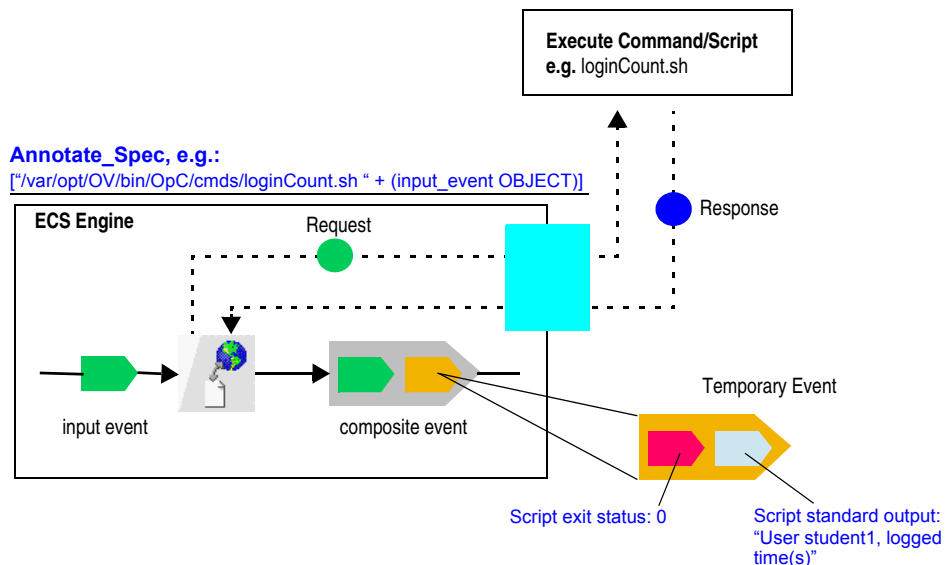 Execute Command/Script
e.g. loginCount.sh
Annotate_Spec, e.g.:
[“/var/opt/OV/bin/OpC/cmds/loginCount.sh “ + (input_event OBJECT)]
ECS Engine
Request
Response
input event
composite event
Temporary Event
Script exit status: 0
Script standard output:
“User student1, logged
time(s)”